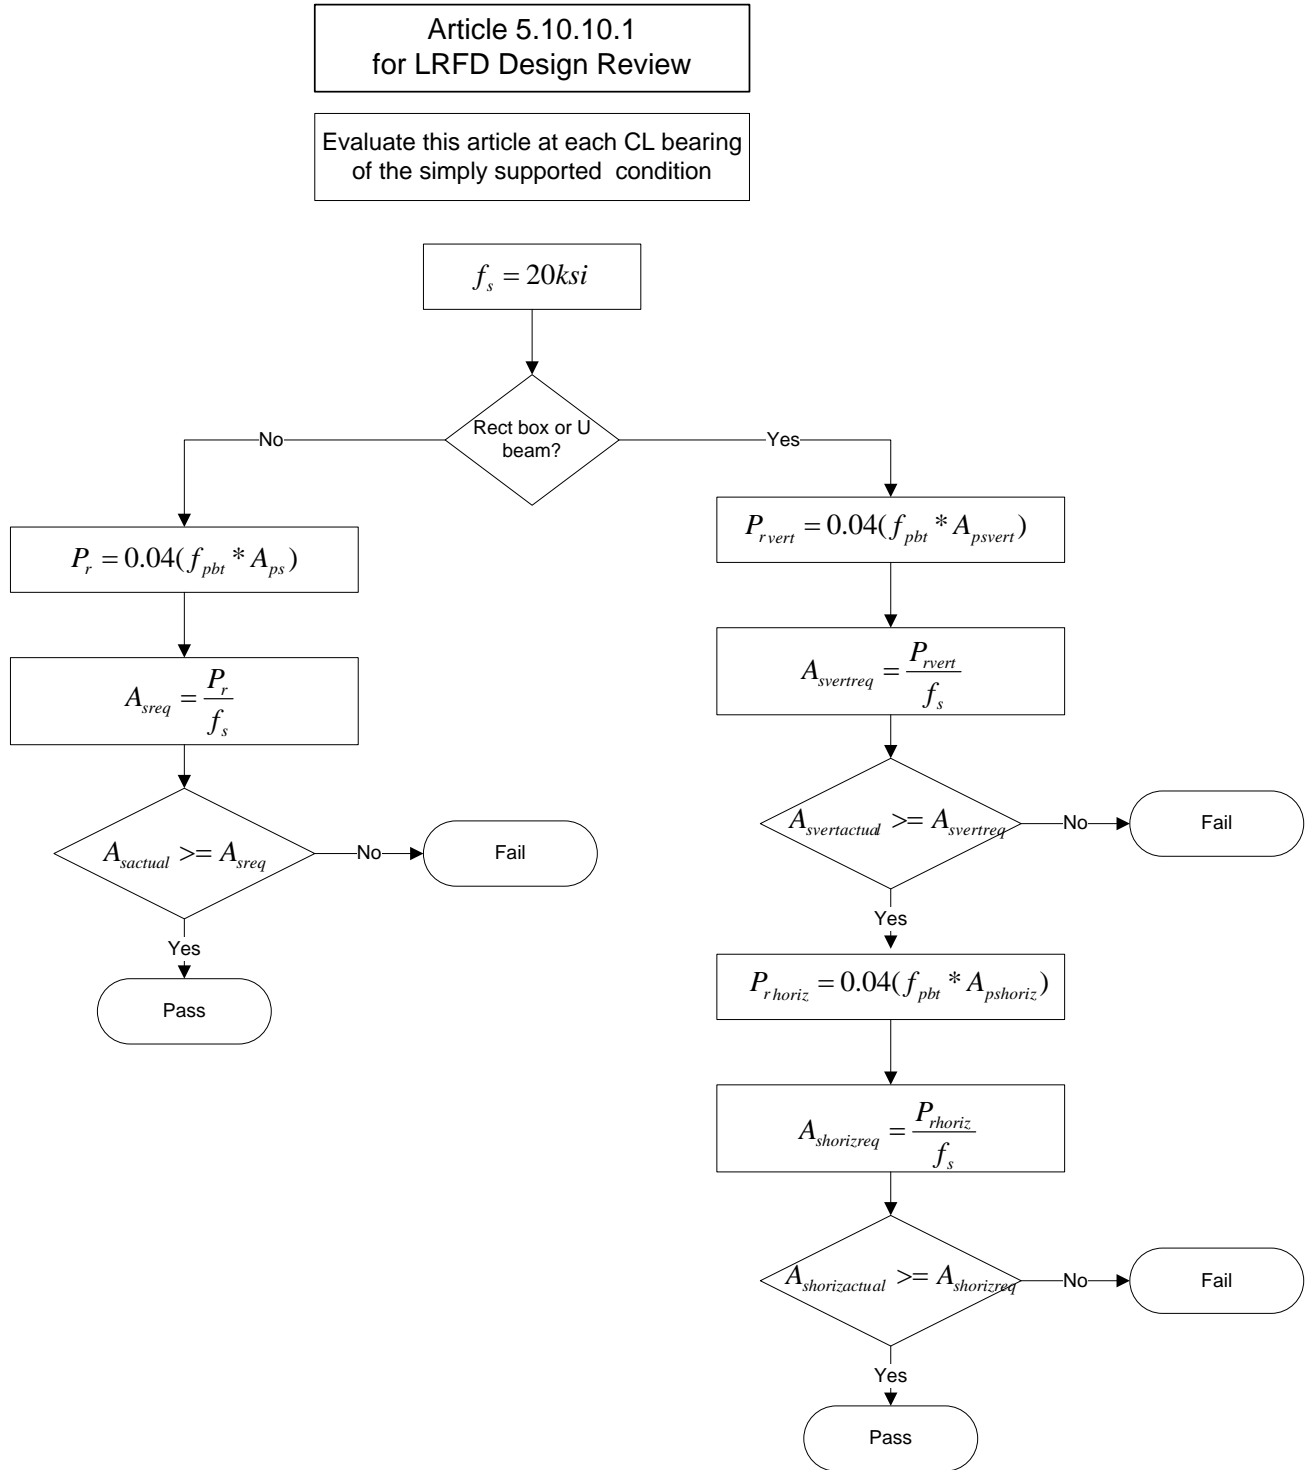 Article 5.10.10.1
for LRFD Design Review
Evaluate this article at each CL bearing
of the simply supported condition
f_s = 20ksi
Rect box or U
beam?
No
Yes
P_r = 0.04(f_pbt * A_ps)
A_sreq = P_r / f_s
A_sactual >= A_sreq
No
Fail
Yes
Pass
P_rvert = 0.04(f_pbt * A_psvert)
A_svertreq = P_rvert / f_s
A_svertactual >= A_svertreq
No
Fail
Yes
P_rhoriz = 0.04(f_pbt * A_pshoriz)
A_shorizreq = P_rhoriz / f_s
A_shorizactual >= A_shorizreq
No
Fail
Yes
Pass